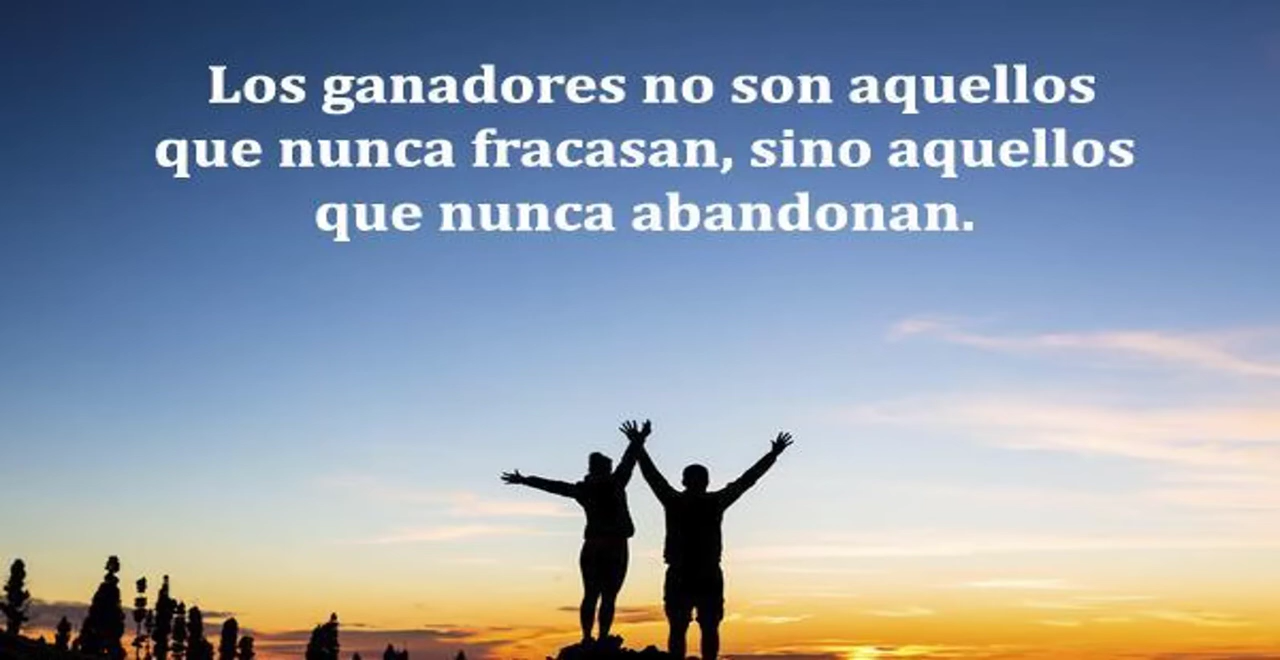 Los ganadores no son aquellos
que nunca fracasan, sino aquellos
que nunca abandonan.